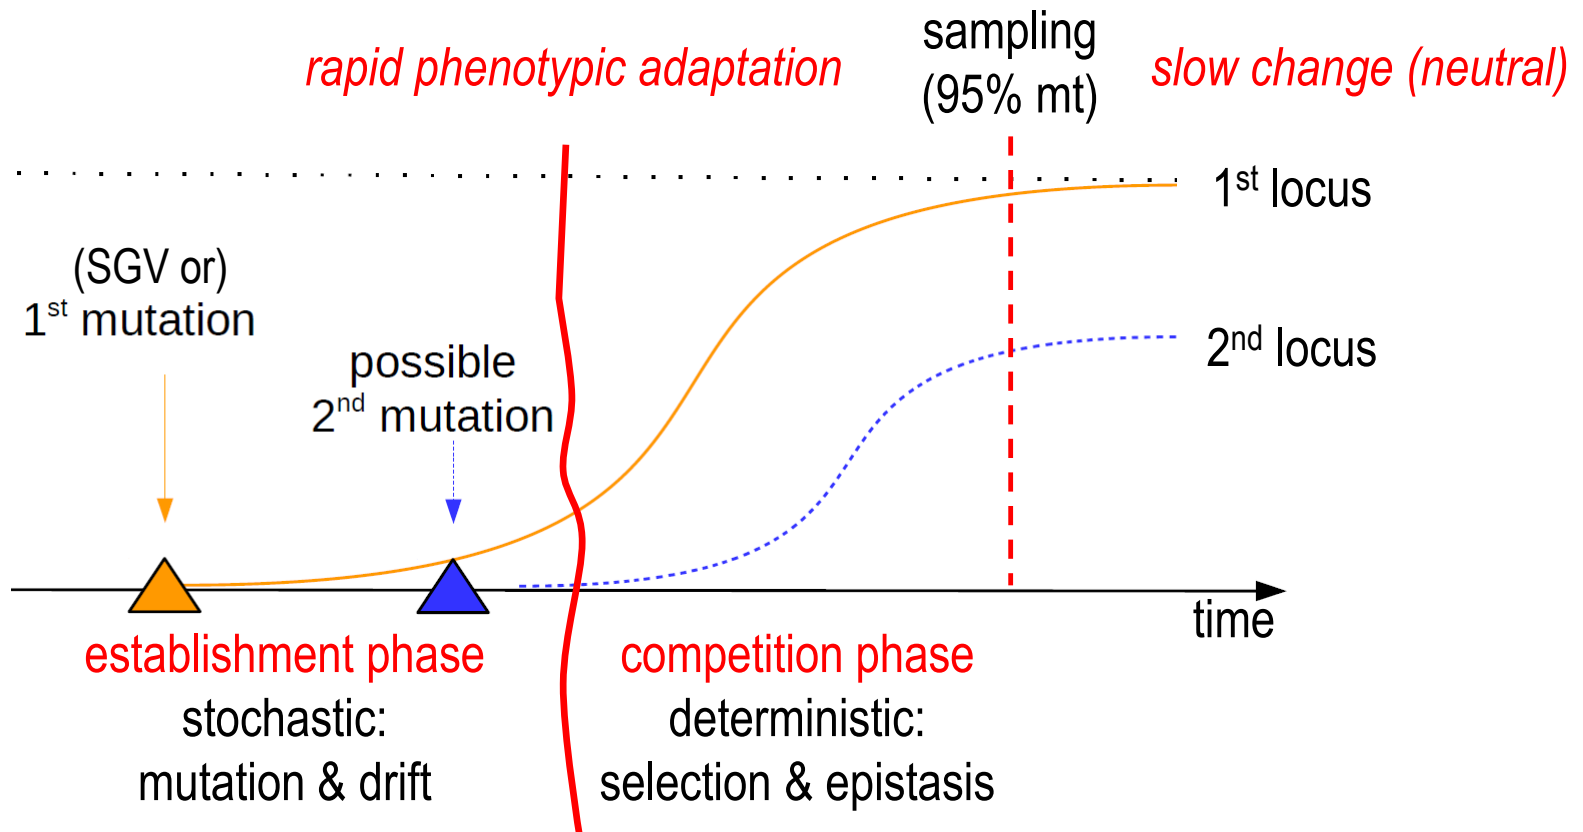 rapid phenotypic adaptation
sampling
(95% mt)
slow change (neutral)
1st locus
(SGV or)
1st mutation
possible
2nd mutation
2nd locus
time
establishment phase
stochastic:
mutation & drift
competition phase
deterministic:
selection & epistasis